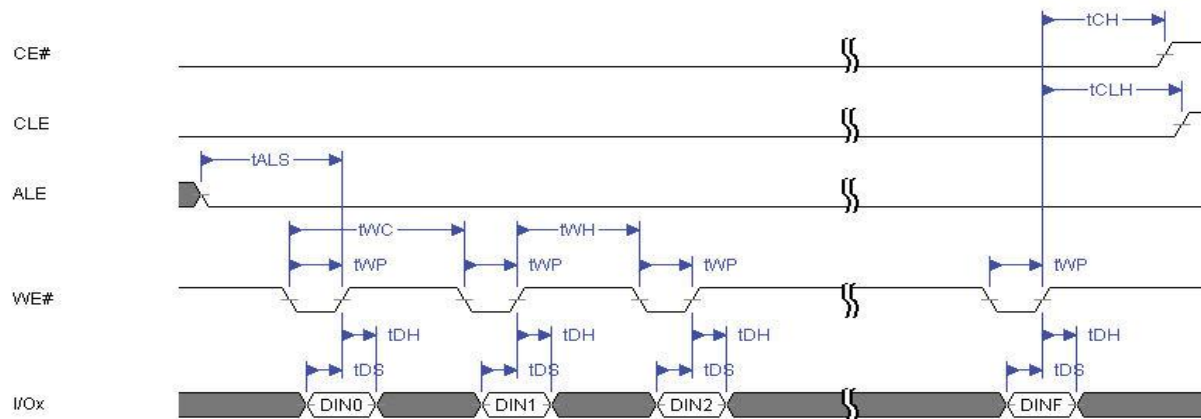 tCH
CE#
tCLH
CLE
tALS
ALE
tWC tWH
tWP tWP tWP tWP
WE#
tDH tDH tDH tDH
tDS tDS tDS tDS
I/Ox DIN0 DIN1 DIN2 DINF